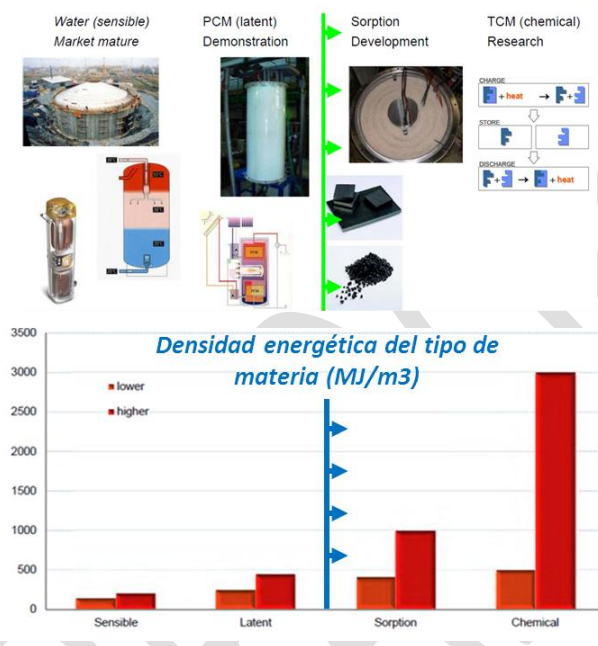 Water (sensible)
Market mature
PCM (latent)
Demonstration
Sorption
Development
TCM (chemical)
Research
CHARGE
+ heat
STORE
DISCHARGE
+ heat
PCM
PCM
Densidad energética del tipo de
materia (MJ/m3)
lower
higher
3500
3000
2500
2000
1500
1000
500
0
Sensible
Latent
Sorption
Chemical